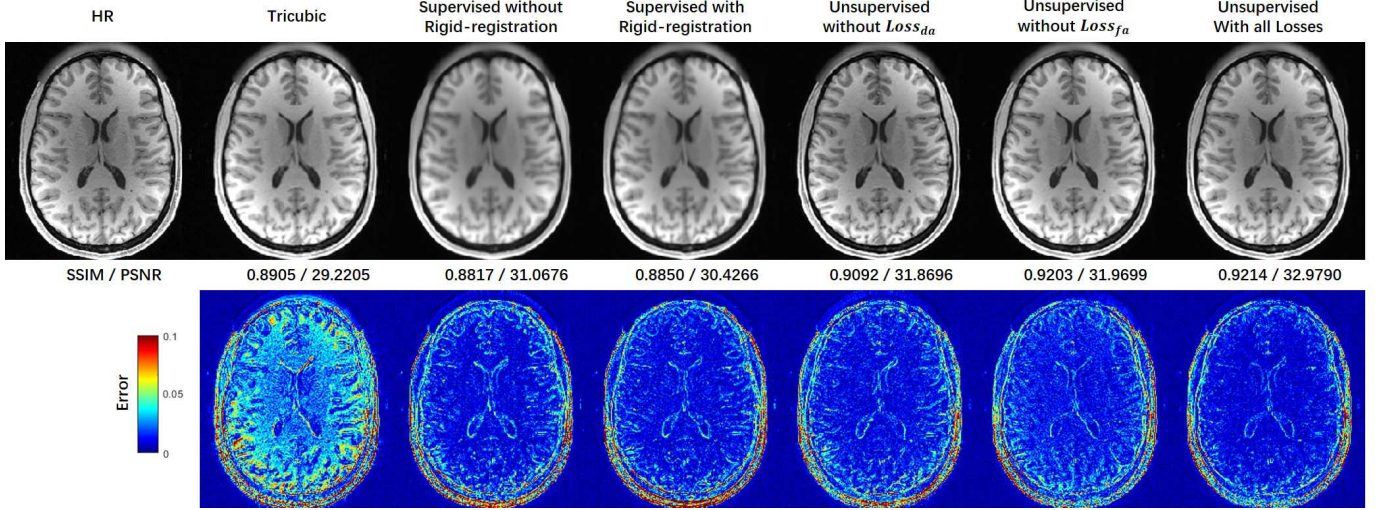 HR
Tricubic
Supervised without
Rigid-registration
Supervised with
Rigid-registration
Unsupervised
without Loss_da
Unsupervised
without Loss_fa
Unsupervised
With all Losses
SSIM / PSNR
0.8905 / 29.2205
0.8817 / 31.0676
0.8850 / 30.4266
0.9092 / 31.8696
0.9203 / 31.9699
0.9214 / 32.9790
Error
0.1
0.05
0